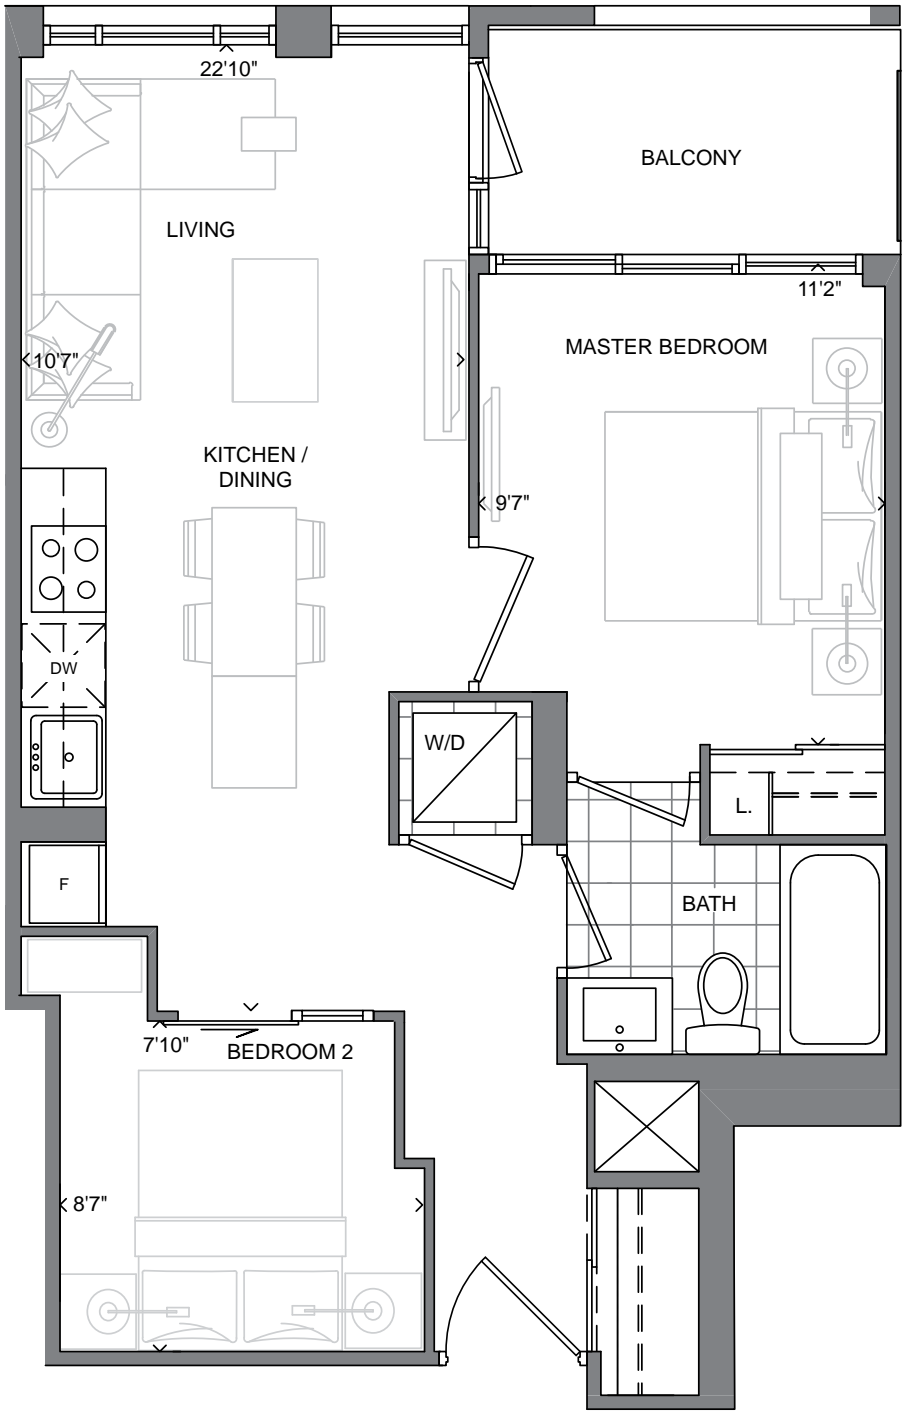 22'10"
BALCONY
LIVING
11'2"
10'7"
MASTER BEDROOM
KITCHEN /
DINING
9'7"
DW
W/D
L.
F
BATH
7'10"
BEDROOM 2
8'7"